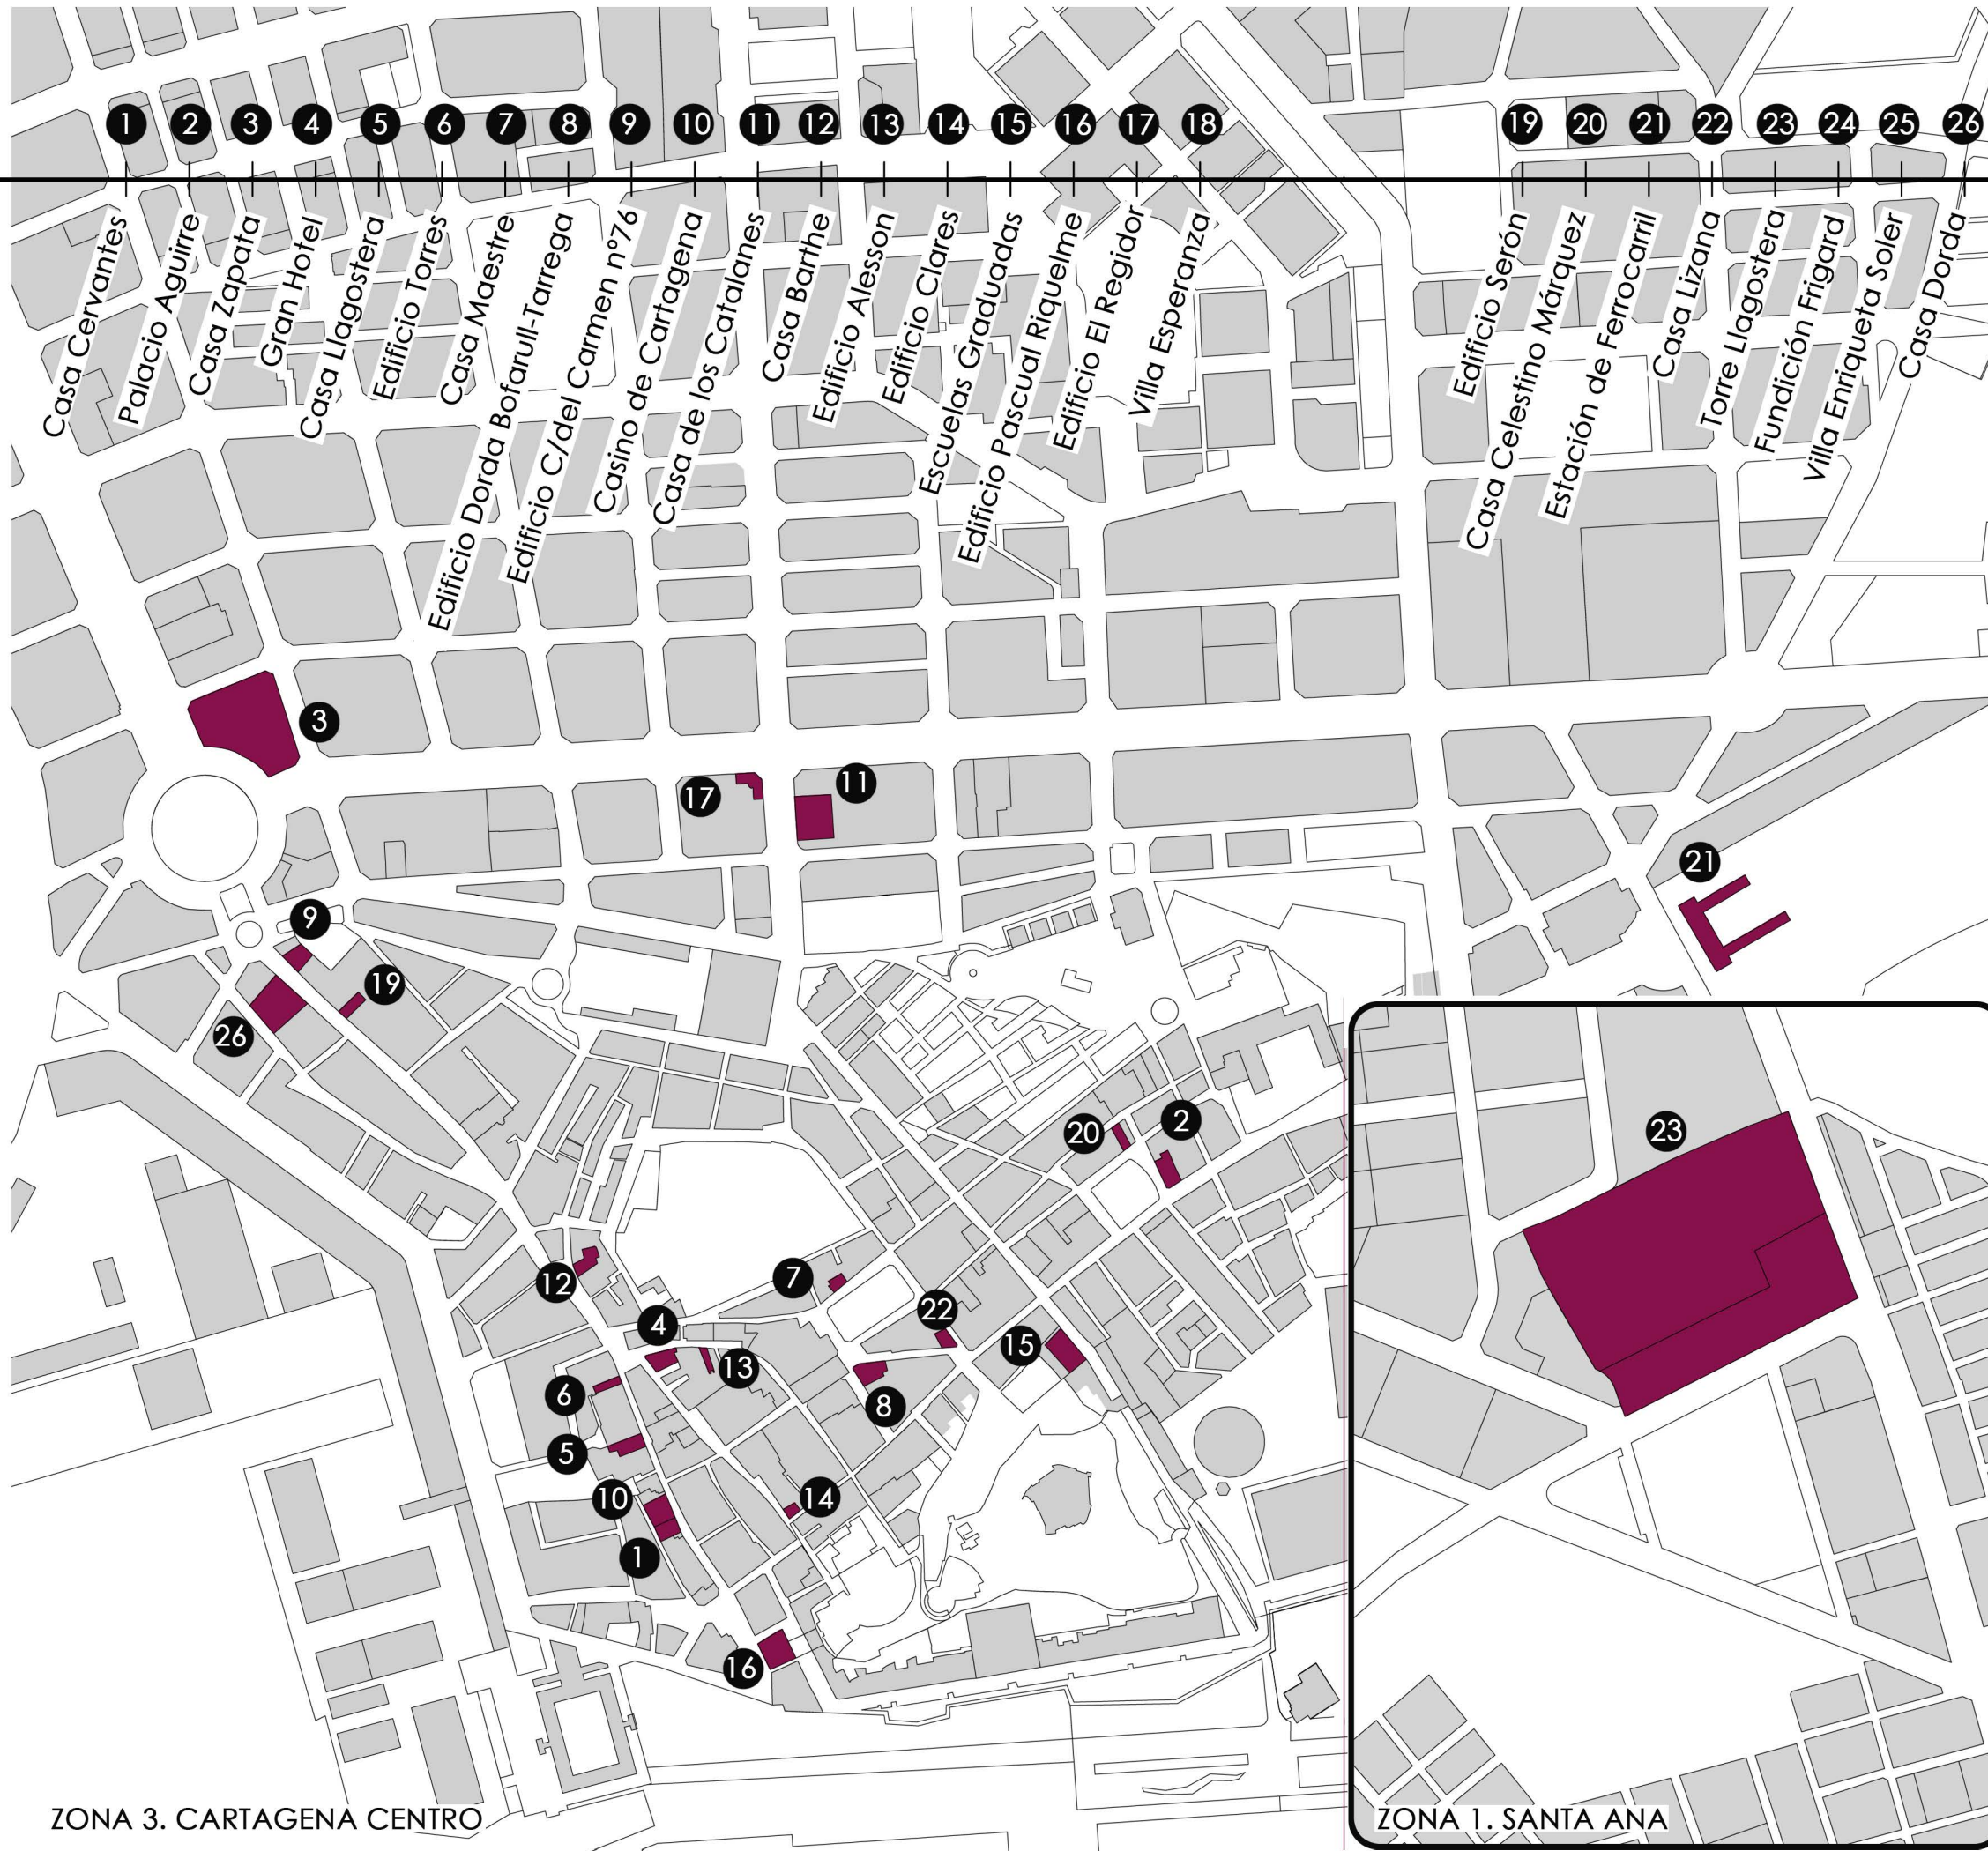 1 2 3 4 5 6 7 8 9 10 11 12 13 14 15 16 17 18 19 20 21 22 23 24 25 26
Casa Cervantes
Palacio Aguirre
Casa Zapata
Gran Hotel
Casa Llagostera
Edificio Torres
Casa Maestre
Edificio Dorda Bofarull-Tarrega
Edificio C/del Carmen nº76
Casino de Cartagena
Casa de los Catalanes
Casa Barthe
Edificio Alesson
Edificio Clares
Escuelas Graduadas
Edificio Pascual Riquelme
Edificio El Regidor
Villa Esperanza
Edificio Serón
Casa Celestino Márquez
Estación de Ferrocarril
Casa Lizana
Torre Llagostera
Fundición Frigard
Villa Enriqueta Soler
Casa Dorda
3
17
11
21
9
19
26
20
2
23
12
7
4
22
13
15
6
8
5
10
14
1
16
ZONA 3. CARTAGENA CENTRO
ZONA 1. SANTA ANA